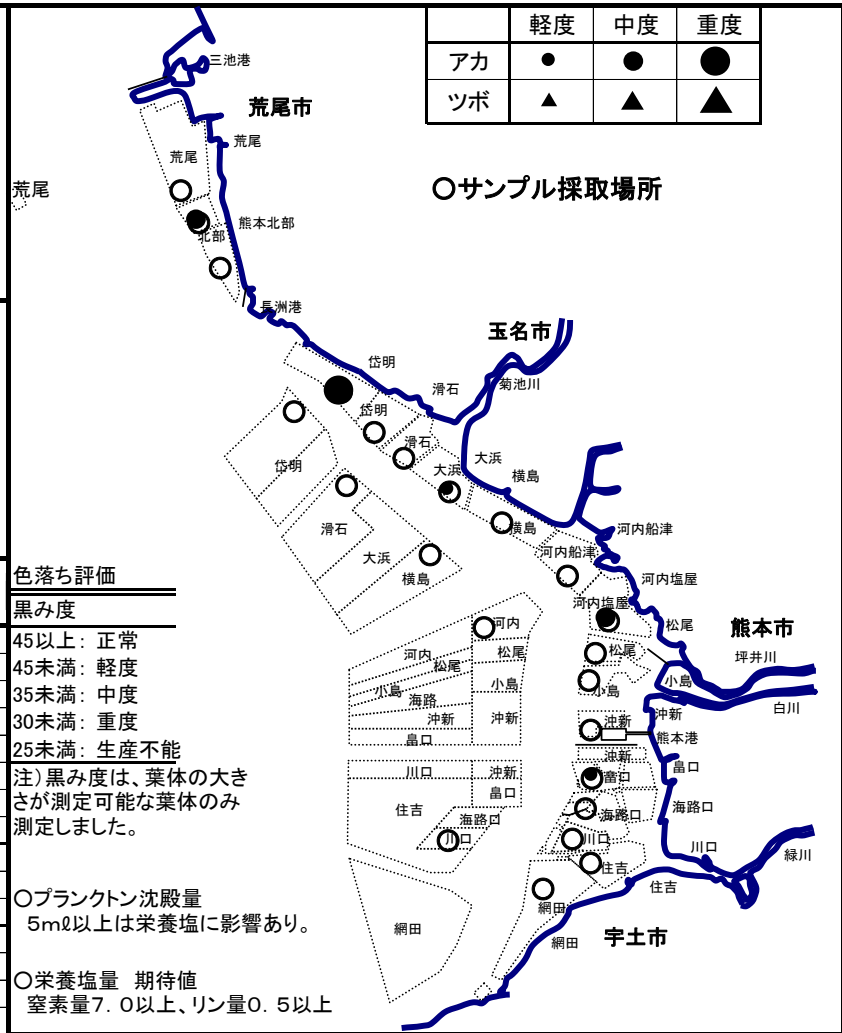 軽度 中度 重度
アカ
ツボ
三池港
荒尾市
荒尾
荒尾
荒尾
○サンプル採取場所
熊本北部
北部
長洲港
玉名市
岱明
滑石
菊池川
岱明
滑石
大浜
大浜
横島
岱明
横島
滑石
河内船津
河内船津
大浜
横島
河内塩屋
河内塩屋
松尾
熊本市
坪井川
河内
河内
松尾
松尾
松尾
小島
小島
小島
小島
白川
海路
沖新
沖新
沖新
沖新
熊本港
畠口
沖新
川口
沖新
畠口
畠口
畠口
住吉
海路口
海路口
海路口
川口
川口
川口
緑川
住吉
住吉
網田
網田
網田
宇土市
色落ち評価
黒み度
45以上: 正常
45未満: 軽度
35未満: 中度
30未満: 重度
25未満: 生産不能
注)黒み度は、葉体の大き
さが測定可能な葉体のみ
測定しました。
○プランクトン沈殿量
5mℓ以上は栄養塩に影響あり。
○栄養塩量 期待値
窒素量7.0以上、リン量0.5以上